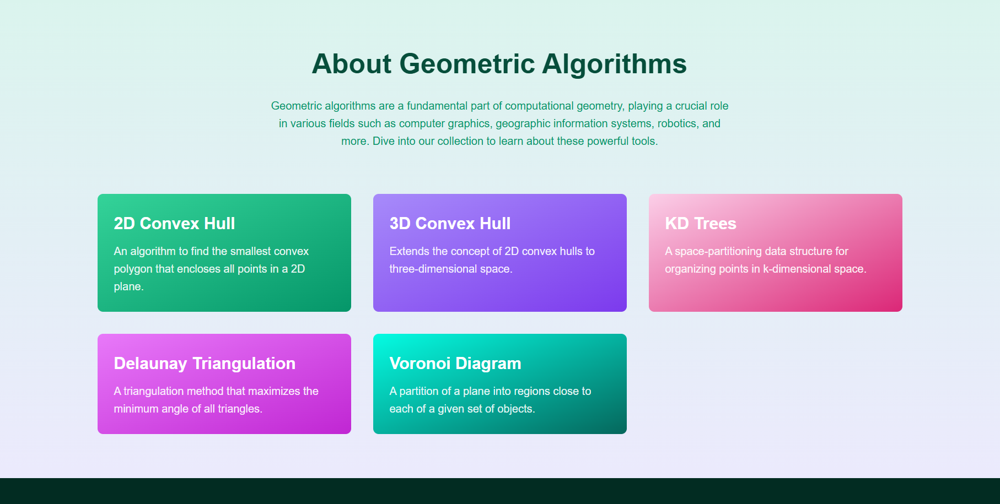 About Geometric Algorithms
Geometric algorithms are a fundamental part of computational geometry, playing a crucial role
in various fields such as computer graphics, geographic information systems, robotics, and
more. Dive into our collection to learn about these powerful tools.
2D Convex Hull
An algorithm to find the smallest convex
polygon that encloses all points in a 2D
plane.
3D Convex Hull
Extends the concept of 2D convex hulls to
three-dimensional space.
KD Trees
A space-partitioning data structure for
organizing points in k-dimensional space.
Delaunay Triangulation
A triangulation method that maximizes the
minimum angle of all triangles.
Voronoi Diagram
A partition of a plane into regions close to
each of a given set of objects.